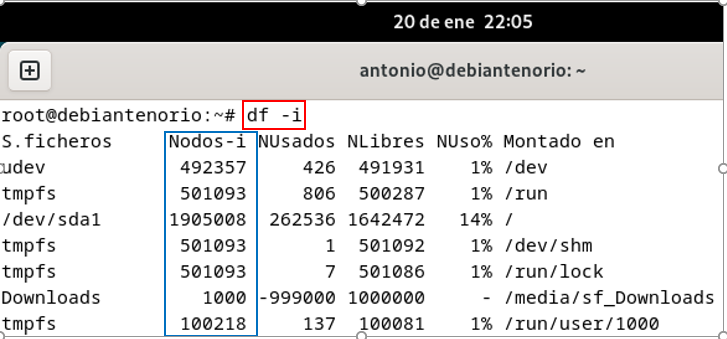 20 de ene 22:05
antonio@debiantenorio: ~
root@debiantenorio:~# df -i
S.ficheros Nodos-i NUsados NLibres NUso% Montado en
udev 492357 426 491931 1% /dev
tmpfs 501093 806 500287 1% /run
/dev/sda1 1905008 262536 1642472 14% /
tmpfs 501093 1 501092 1% /dev/shm
tmpfs 501093 7 501086 1% /run/lock
Downloads 1000 -999000 1000000 - /media/sf_Downloads
tmpfs 100218 137 100081 1% /run/user/1000